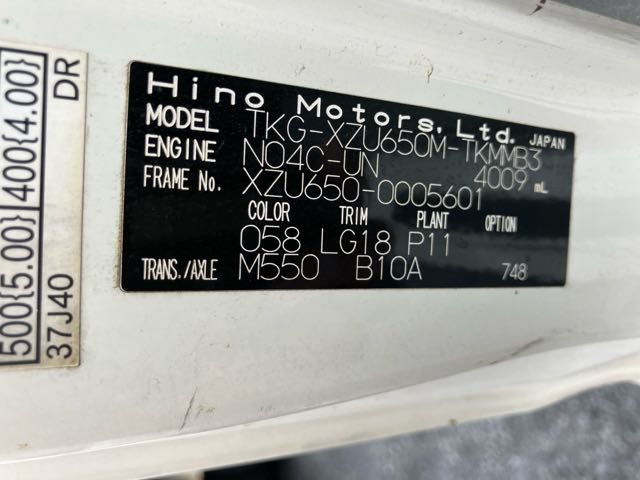 Hino Motors, Ltd. JAPAN
MODEL TKG-XZU650M-TKMMB3
ENGINE N04C-UN 4009 mL
FRAME No. XZU650-0005601
COLOR TRIM PLANT OPTION
058 LG18 P11
TRANS./AXLE M550 B10A 748
500{5.00} 400{4.00} DR
37J40